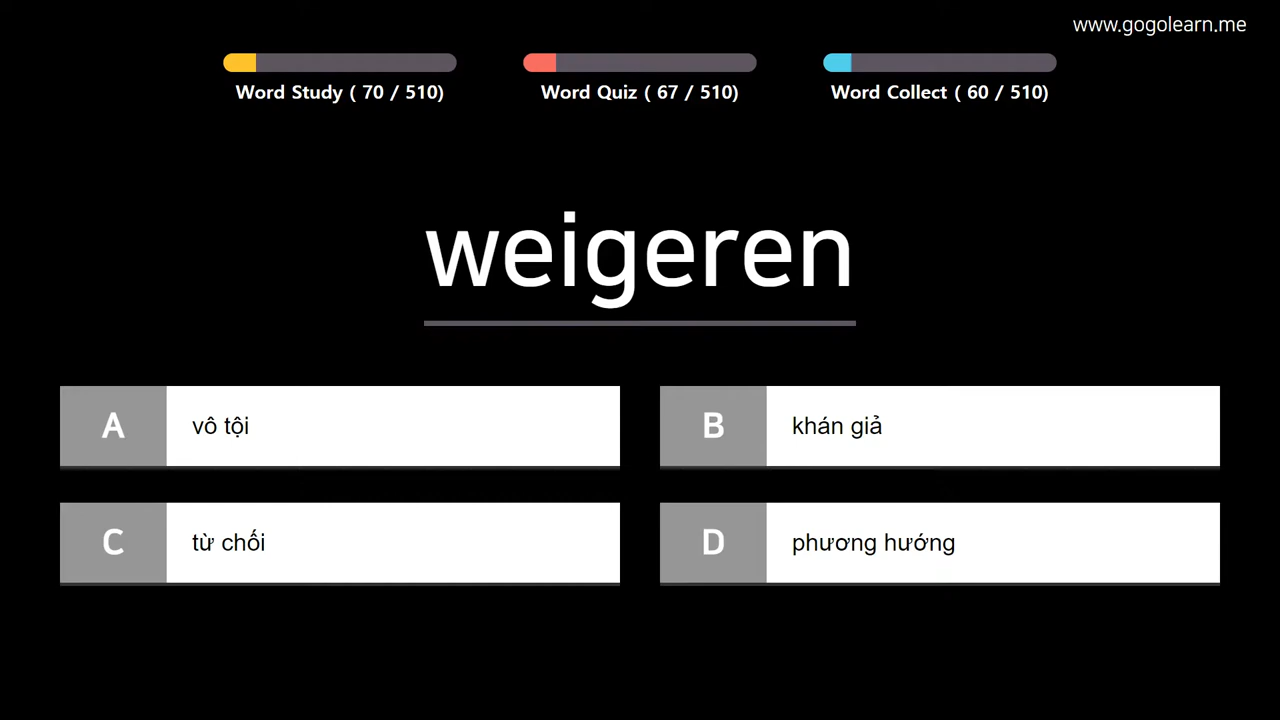 www.gogolearn.me
Word Study ( 70 / 510)
Word Quiz ( 67 / 510)
Word Collect ( 60 / 510)
weigeren
A vô tội
B khán giả
C từ chối
D phương hướng